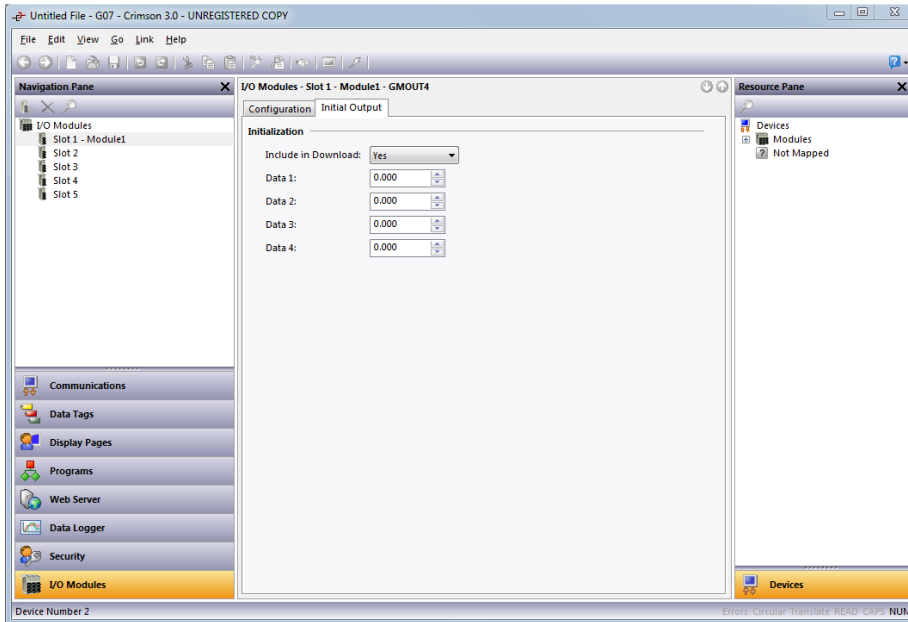 Untitled File - G07 - Crimson 3.0 - UNREGISTERED COPY
File Edit View Go Link Help
Navigation Pane
I/O Modules
Slot 1 - Module1
Slot 2
Slot 3
Slot 4
Slot 5
Communications
Data Tags
Display Pages
Programs
Web Server
Data Logger
Security
I/O Modules
I/O Modules - Slot 1 - Module1 - GMOUT4
Configuration Initial Output
Initialization
Include in Download: Yes
Data 1: 0.000
Data 2: 0.000
Data 3: 0.000
Data 4: 0.000
Resource Pane
Devices
Modules
? Not Mapped
Devices
Device Number 2
Errors Circular Translate READ CAPS NUM